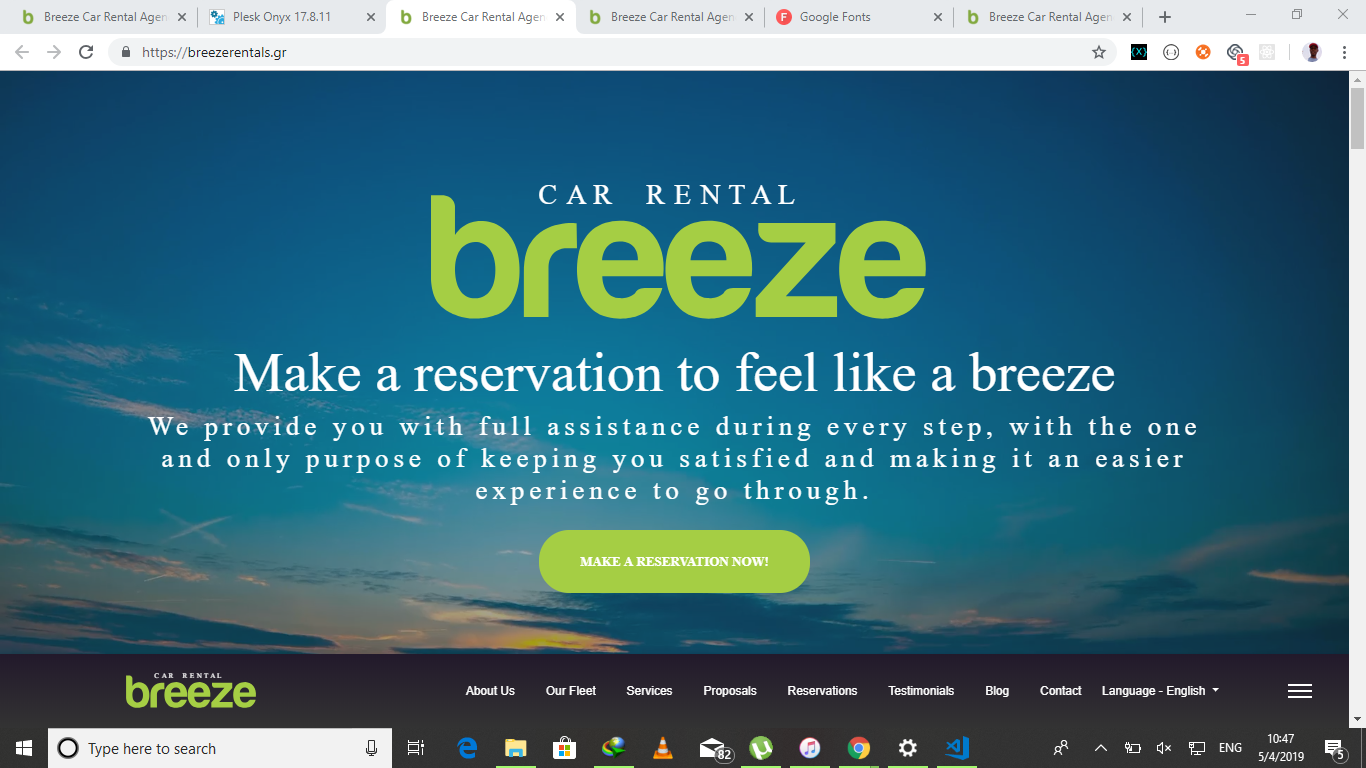 Breeze Car Rental Agen
Plesk Onyx 17.8.11
Breeze Car Rental Agen
Breeze Car Rental Agen
Google Fonts
Breeze Car Rental Agen
https://breezerentals.gr
5
CAR RENTAL
breeze
Make a reservation to feel like a breeze
We provide you with full assistance during every step, with the one
and only purpose of keeping you satisfied and making it an easier
experience to go through.
MAKE A RESERVATION NOW!
CAR RENTAL
breeze
About Us
Our Fleet
Services
Proposals
Reservations
Testimonials
Blog
Contact
Language - English
Type here to search
82
ENG
10:47
5/4/2019
5